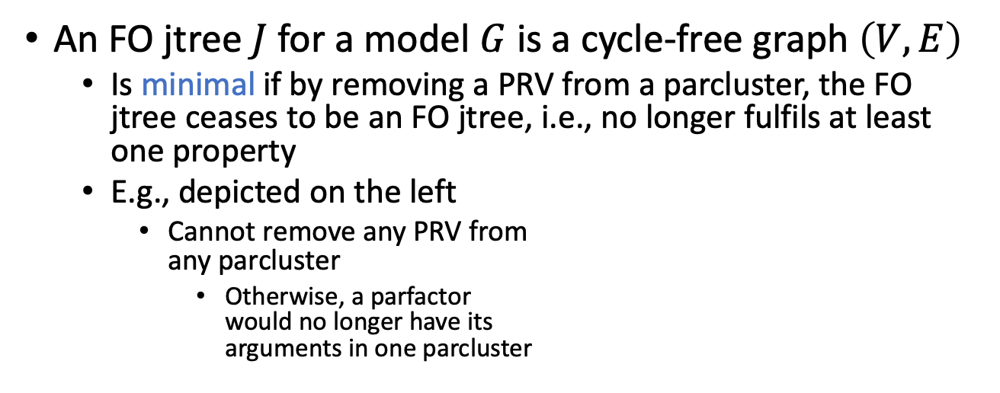 • An FO jtree J for a model G is a cycle-free graph (V, E)
• Is minimal if by removing a PRV from a parcluster, the FO
jtree ceases to be an FO jtree, i.e., no longer fulfils at least
one property
• E.g., depicted on the left
• Cannot remove any PRV from
any parcluster
• Otherwise, a parfactor
would no longer have its
arguments in one parcluster